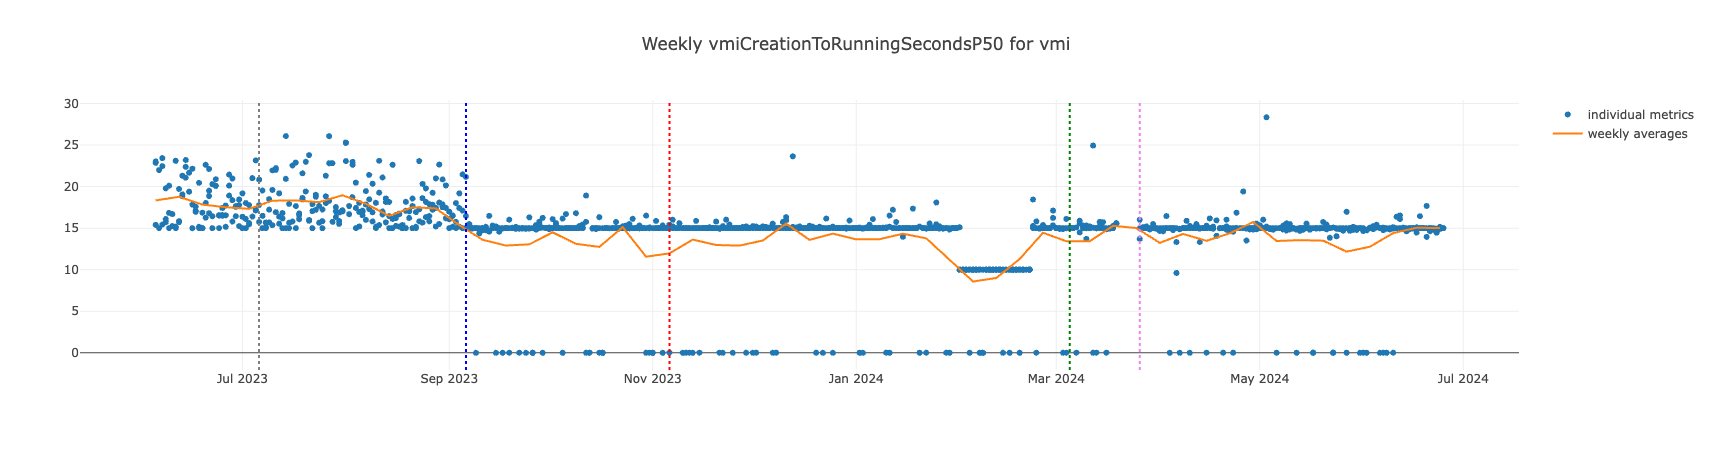 Weekly vmiCreationToRunningSecondsP50 for vmi
30
25
20
15
10
5
0
Jul 2023
Sep 2023
Nov 2023
Jan 2024
Mar 2024
May 2024
Jul 2024
individual metrics
weekly averages